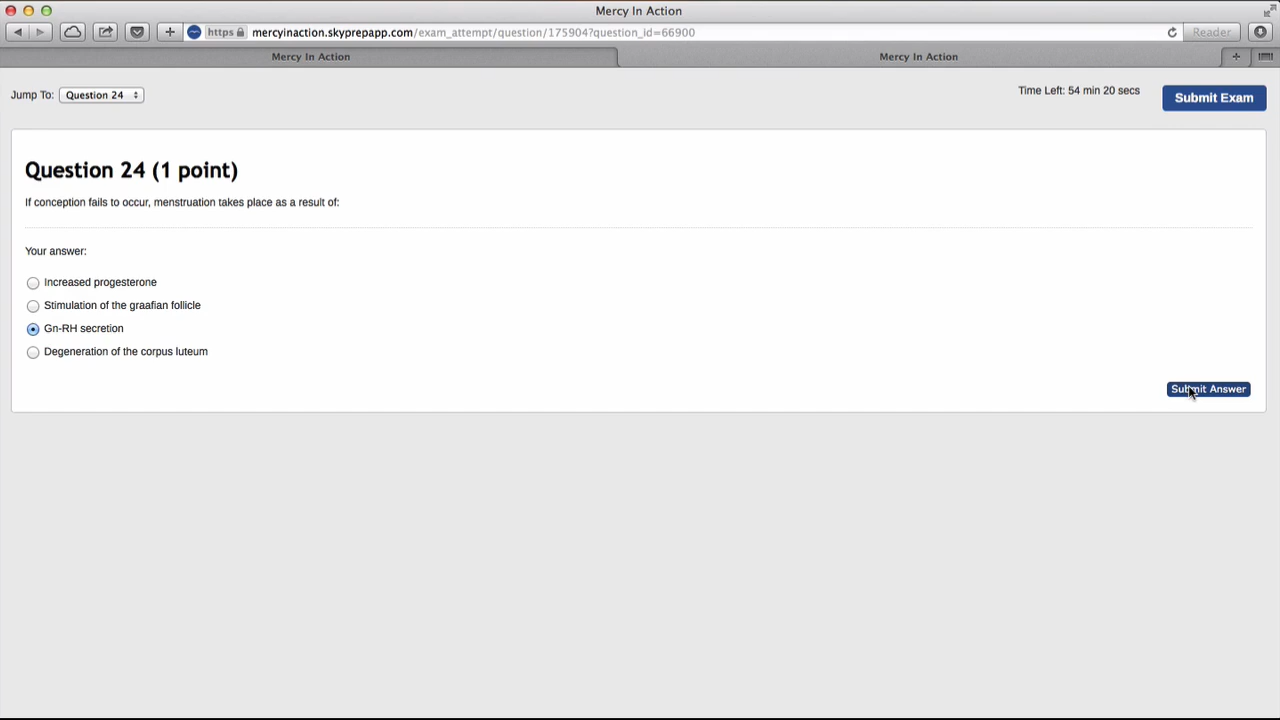 Mercy In Action
https mercyinaction.skyprepapp.com/exam_attempt/question/175904?question_id=66900 Reader
Mercy In Action Mercy In Action +
Jump To: Question 24 Time Left: 54 min 20 secs Submit Exam
Question 24 (1 point)
If conception fails to occur, menstruation takes place as a result of:
Your answer:
Increased progesterone
Stimulation of the graafian follicle
Gn-RH secretion
Degeneration of the corpus luteum
Submit Answer